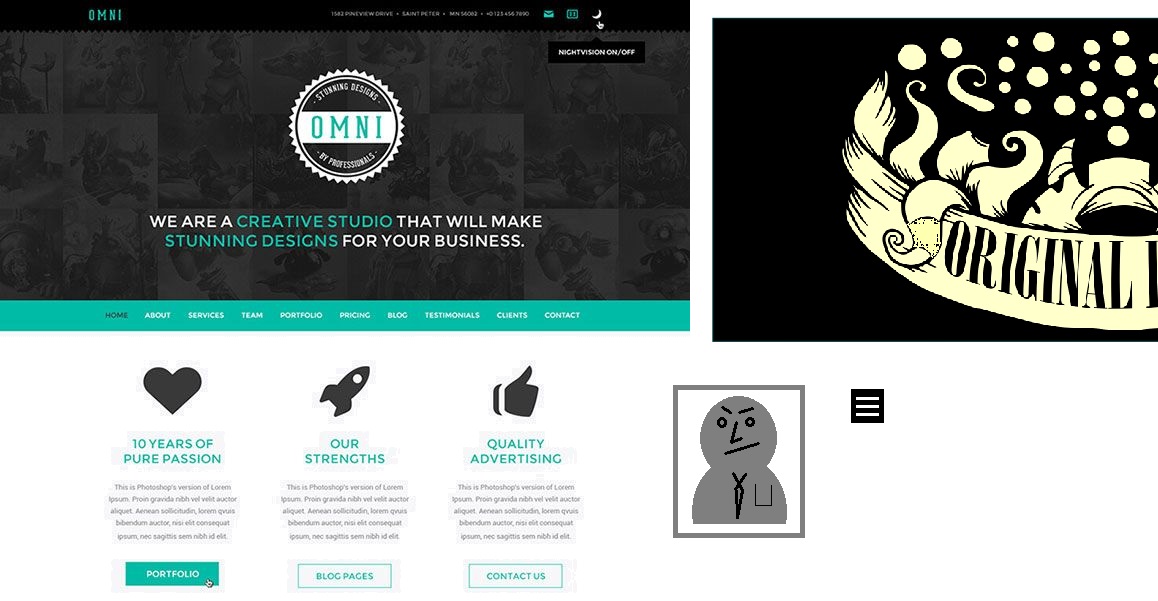 OMNI
1582 PINEVIEW DRIVE • SAINT PETER • MN 56082 • +0 123 456 7890
NIGHTVISION ON/OFF
- STUNNING DESIGNS -
OMNI
- BY PROFESSIONALS -
WE ARE A CREATIVE STUDIO THAT WILL MAKE
STUNNING DESIGNS FOR YOUR BUSINESS.
HOME ABOUT SERVICES TEAM PORTFOLIO PRICING BLOG TESTIMONIALS CLIENTS CONTACT
ORIGINAL
10 YEARS OF
PURE PASSION
This is Photoshop's version of Lorem
Ipsum. Proin gravida nibh vel velit auctor
aliquet. Aenean sollicitudin, lorem quis
bibendum auctor, nisi elit consequat
ipsum, nec sagittis sem nibh id elit.
PORTFOLIO
OUR
STRENGTHS
This is Photoshop's version of Lorem
Ipsum. Proin gravida nibh vel velit auctor
aliquet. Aenean sollicitudin, lorem quis
bibendum auctor, nisi elit consequat
ipsum, nec sagittis sem nibh id elit.
BLOG PAGES
QUALITY
ADVERTISING
This is Photoshop's version of Lorem
Ipsum. Proin gravida nibh vel velit auctor
aliquet. Aenean sollicitudin, lorem quis
bibendum auctor, nisi elit consequat
ipsum, nec sagittis sem nibh id elit.
CONTACT US